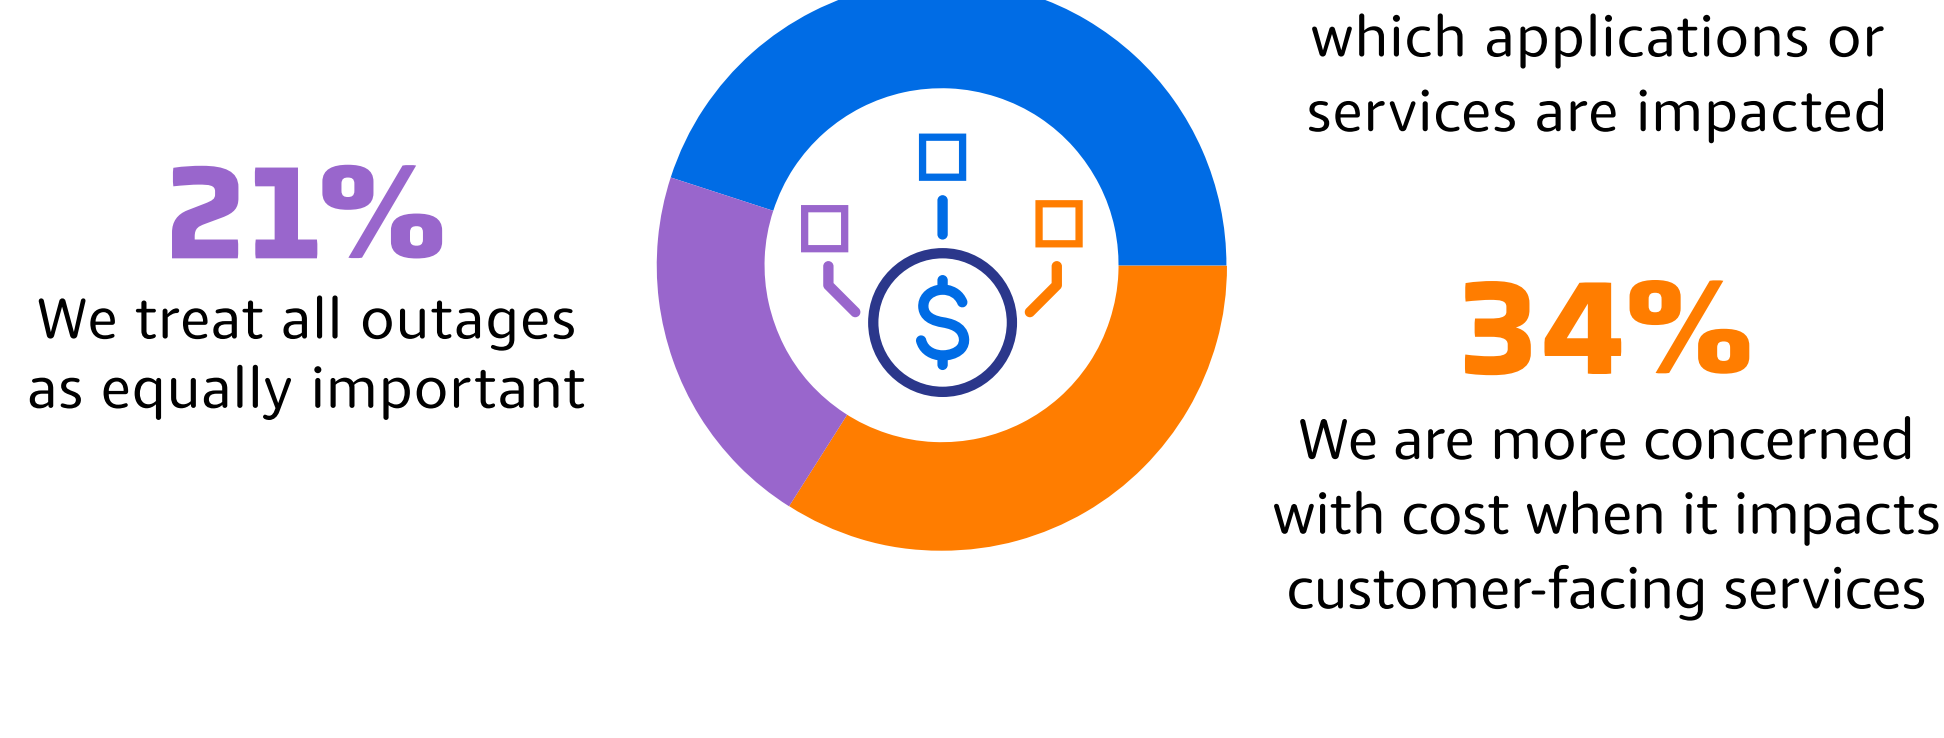 which applications or
services are impacted
21%
We treat all outages
as equally important
$
34%
We are more concerned
with cost when it impacts
customer-facing services